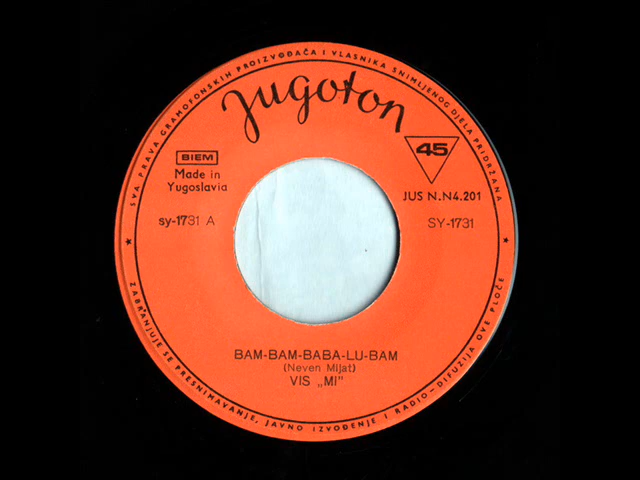 SVA PRAVA GRAMOFONSKIH PROIZVOĐAČA I VLASNIKA SNIMLJENOG DJELA PRIDRŽANA
Jugoton
45
BIEM
Made in
Yugoslavia
JUS N.N4.201
sy-1731 A
SY-1731
BAM-BAM-BABA-LU-BAM
(Neven Mijat)
VIS „MI"
ZABRANJUJE SE PRESNIMAVANJE, JAVNO IZVOĐENJE I RADIO-DIFUZIJA OVE PLOČE